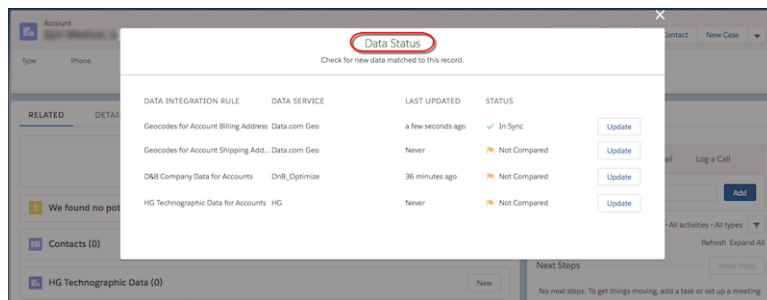 Account
Data Status
Check for new data matched to this record.
Contact
New Case
Type Phone
DATA INTEGRATION RULE DATA SERVICE LAST UPDATED STATUS
Geocodes for Account Billing Address Data.com Geo a few seconds ago In Sync Update
Geocodes for Account Shipping Add... Data.com Geo Never Not Compared Update
D&B Company Data for Accounts DnB_Optimize 36 minutes ago Not Compared Update
HG Technographic Data for Accounts HG Never Not Compared Update
RELATED DETAI
ail Log a Call
Add
We found no pot
All activities • All types
Refresh Expand All
Contacts (0)
Next Steps More Steps
HG Technographic Data (0) New
No next steps. To get things moving, add a task or set up a meeting.